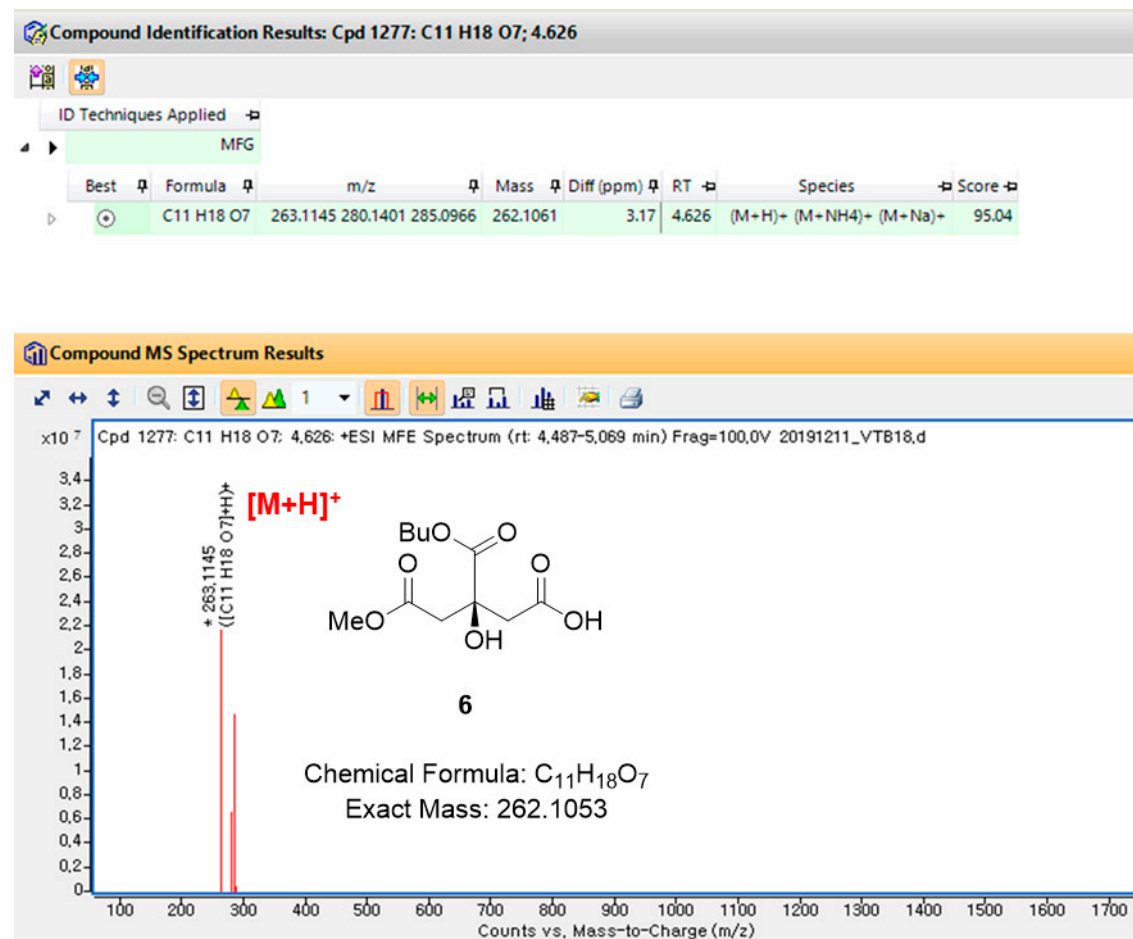 Compound Identification Results: Cpd 1277: C11 H18 O7; 4.626
ID Techniques Applied
MFG
Best Formula m/z Mass Diff (ppm) RT Species Score
C11 H18 O7 263.1145 280.1401 285.0966 262.1061 3.17 4.626 (M+H)+ (M+NH4)+ (M+Na)+ 95.04
Compound MS Spectrum Results
1
x10 7 Cpd 1277: C11 H18 O7: 4,626: +ESI MFE Spectrum (rt: 4,487-5,069 min) Frag=100,0V 20191211_VTB18,d
3,4
3,2
3
2,8
2,6
2,4
2,2
2
1,8
1,6
1,4
1,2
1
0,8
0,6
0,4
0,2
0
* 263,1145
([C11 H18 O7]+H)+
[M+H]+
BuO O
O O
MeO OH OH
6
Chemical Formula: C11H18O7
Exact Mass: 262.1053
100 200 300 400 500 600 700 800 900 1000 1100 1200 1300 1400 1500 1600 1700
Counts vs, Mass-to-Charge (m/z)